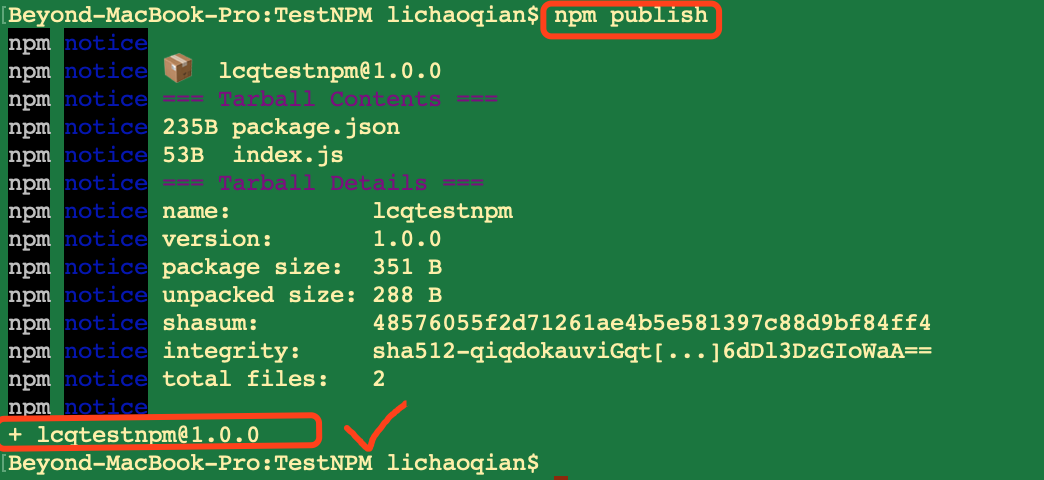 [Beyond-MacBook-Pro:TestNPM lichaoqian$ npm publish
npm notice
npm notice 📦 lcqtestnpm@1.0.0
npm notice === Tarball Contents ===
npm notice 235B package.json
npm notice 53B index.js
npm notice === Tarball Details ===
npm notice name: lcqtestnpm
npm notice version: 1.0.0
npm notice package size: 351 B
npm notice unpacked size: 288 B
npm notice shasum: 48576055f2d71261ae4b5e581397c88d9bf84ff4
npm notice integrity: sha512-qiqdokauviGqt[...]6dDl3DzGIoWaA==
npm notice total files: 2
npm notice
+ lcqtestnpm@1.0.0
[Beyond-MacBook-Pro:TestNPM lichaoqian$